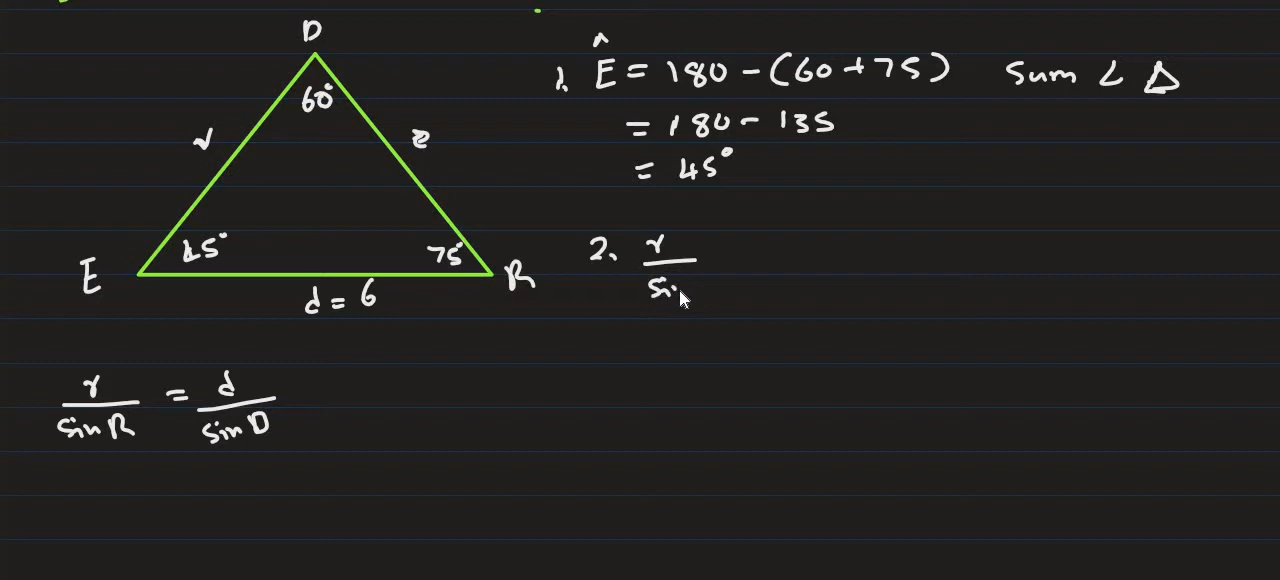 D
60°
r
e
45°
75°
E
R
d = 6
r/sin R = d/sin D
1. Ê = 180 - (60 + 75) Sum < Δ
= 180 - 135
= 45°
2. r/si